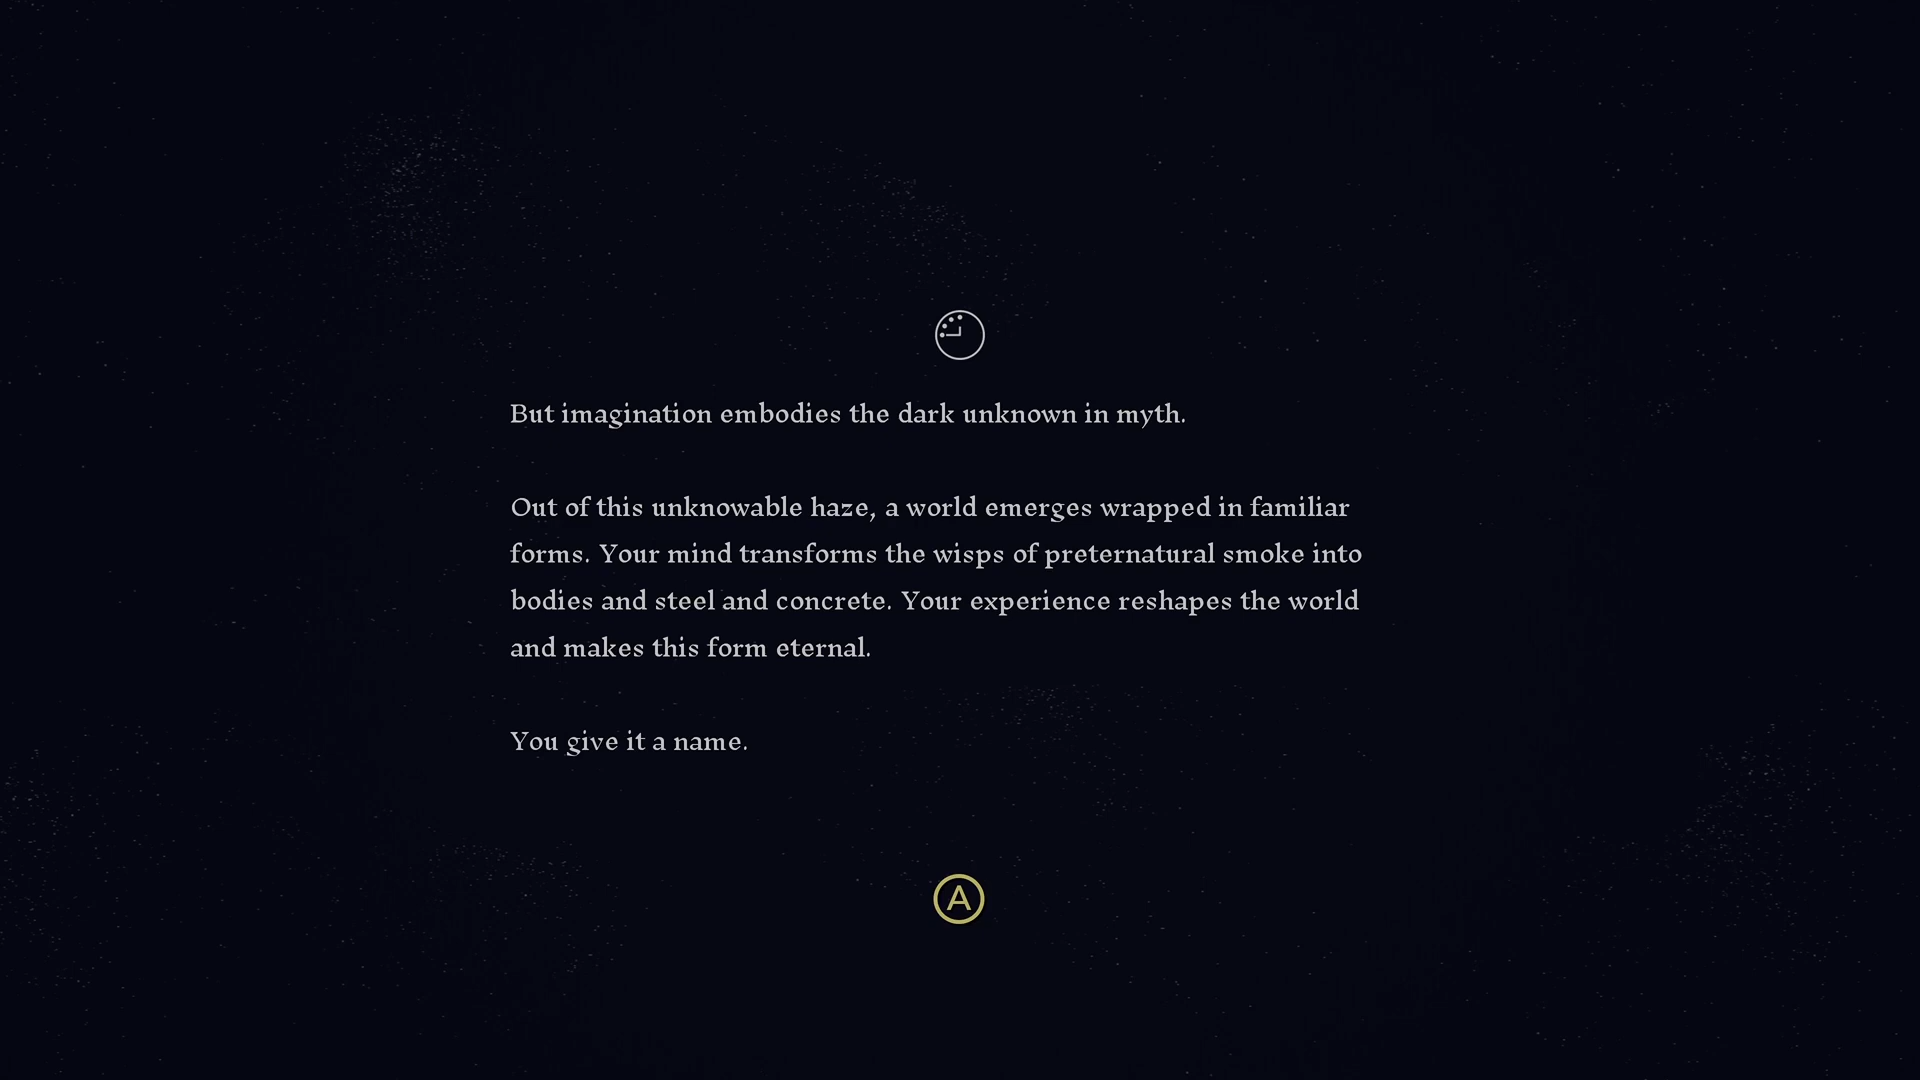 But imagination embodies the dark unknown in myth.
Out of this unknowable haze, a world emerges wrapped in familiar
forms. Your mind transforms the wisps of preternatural smoke into
bodies and steel and concrete. Your experience reshapes the world
and makes this form eternal.
You give it a name.
A